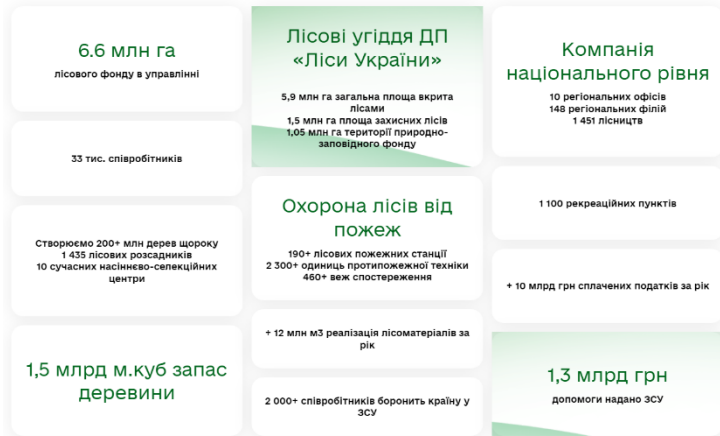 6.6 млн га
лісового фонду в управлінні
33 тис. співробітників
Створюємо 200+ млн дерев щороку
1 435 лісових розсадників
10 сучасних насіннєво-селекційних
центри
1,5 млрд м.куб запас
деревини
Лісові угіддя ДП
«Ліси України»
5,9 млн га загальна площа вкрита
лісами
1,5 млн га площа захисних лісів
1,05 млн га території природно-
заповідного фонду
Охорона лісів від
пожеж
190+ лісових пожежних станції
2 300+ одиниць протипожежної техніки
460+ веж спостереження
+ 12 млн м3 реалізація лісоматеріалів за
рік
2 000+ співробітників боронить країну у
ЗСУ
Компанія
національного рівня
10 регіональних офісів
148 регіональних філій
1 451 лісництв
1 100 рекреаційних пунктів
+ 10 млрд грн сплачених податків за рік
1,3 млрд грн
допомоги надано ЗСУ